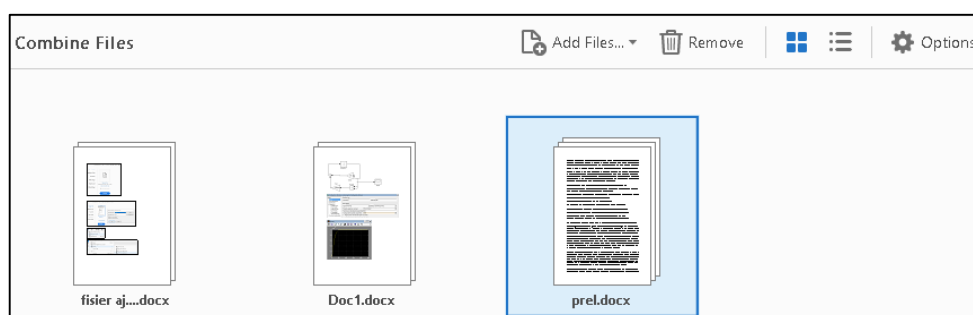 Combine Files
Add Files... Remove Options
fisier aj....docx Doc1.docx prel.docx